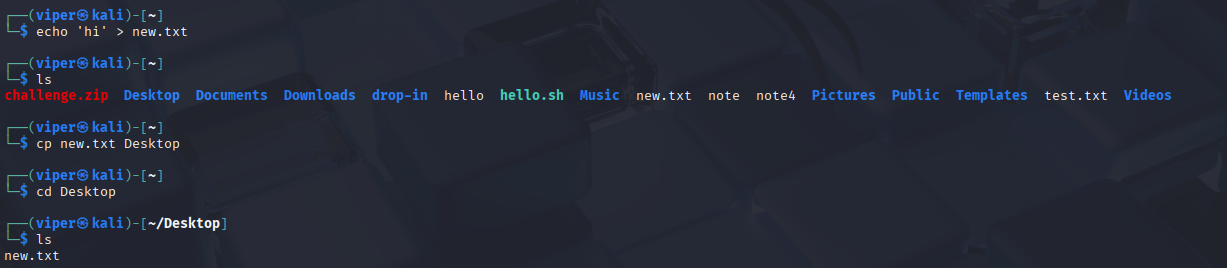 ┌──(viper㉿kali)-[~]
└─$ echo 'hi' > new.txt
┌──(viper㉿kali)-[~]
└─$ ls
challenge.zip  Desktop  Documents  Downloads  drop-in  hello  hello.sh  Music  new.txt  note  note4  Pictures  Public  Templates  test.txt  Videos
┌──(viper㉿kali)-[~]
└─$ cp new.txt Desktop
┌──(viper㉿kali)-[~]
└─$ cd Desktop
┌──(viper㉿kali)-[~/Desktop]
└─$ ls
new.txt